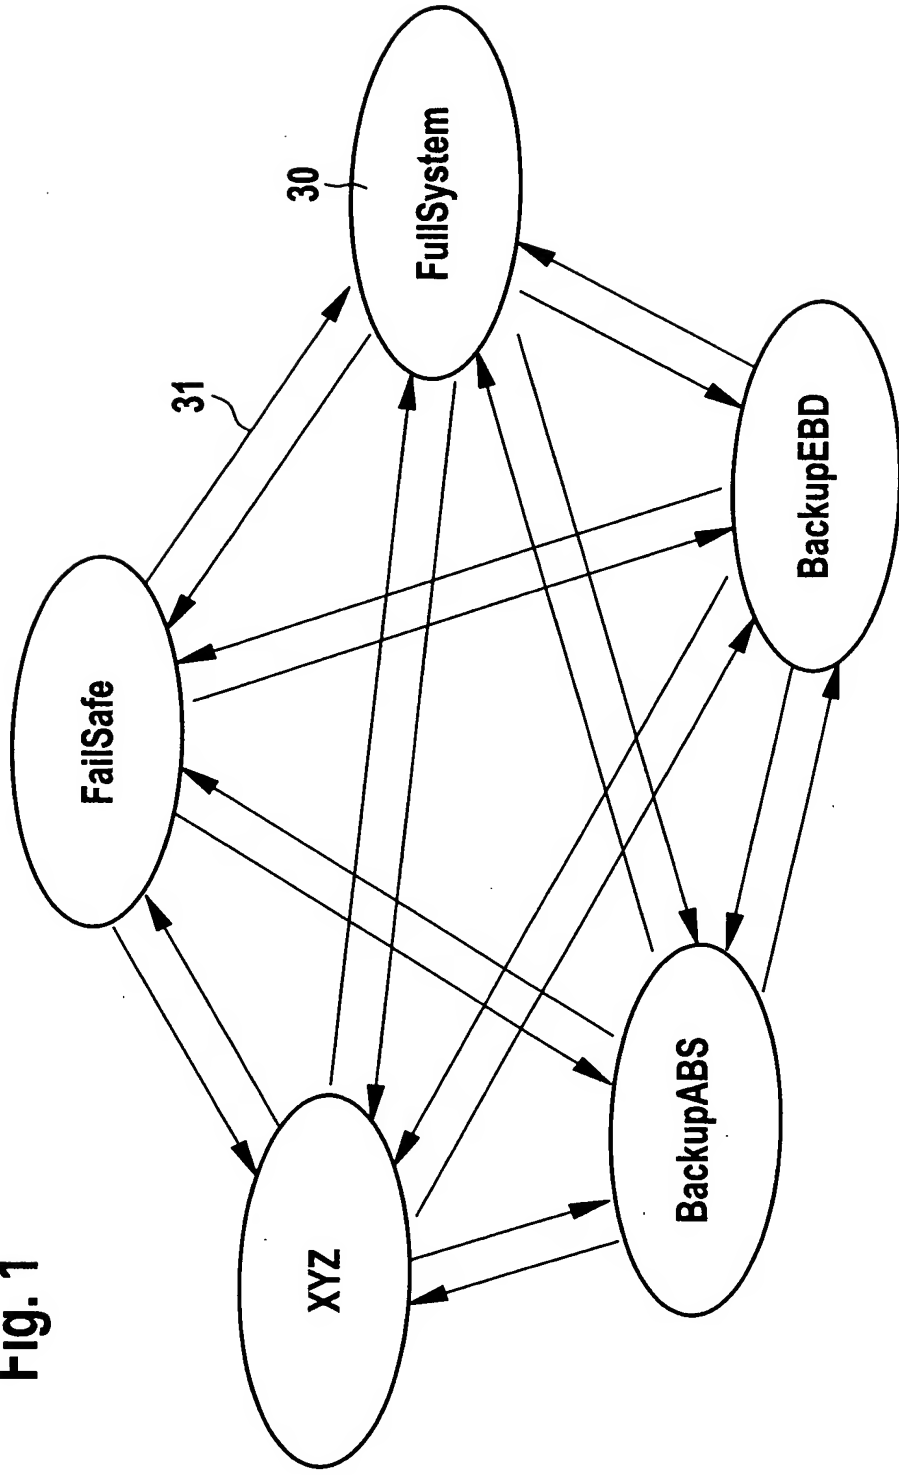 Fig. 1
FailSafe
31
30
XYZ
FullSystem
BackupABS
BackupEBD